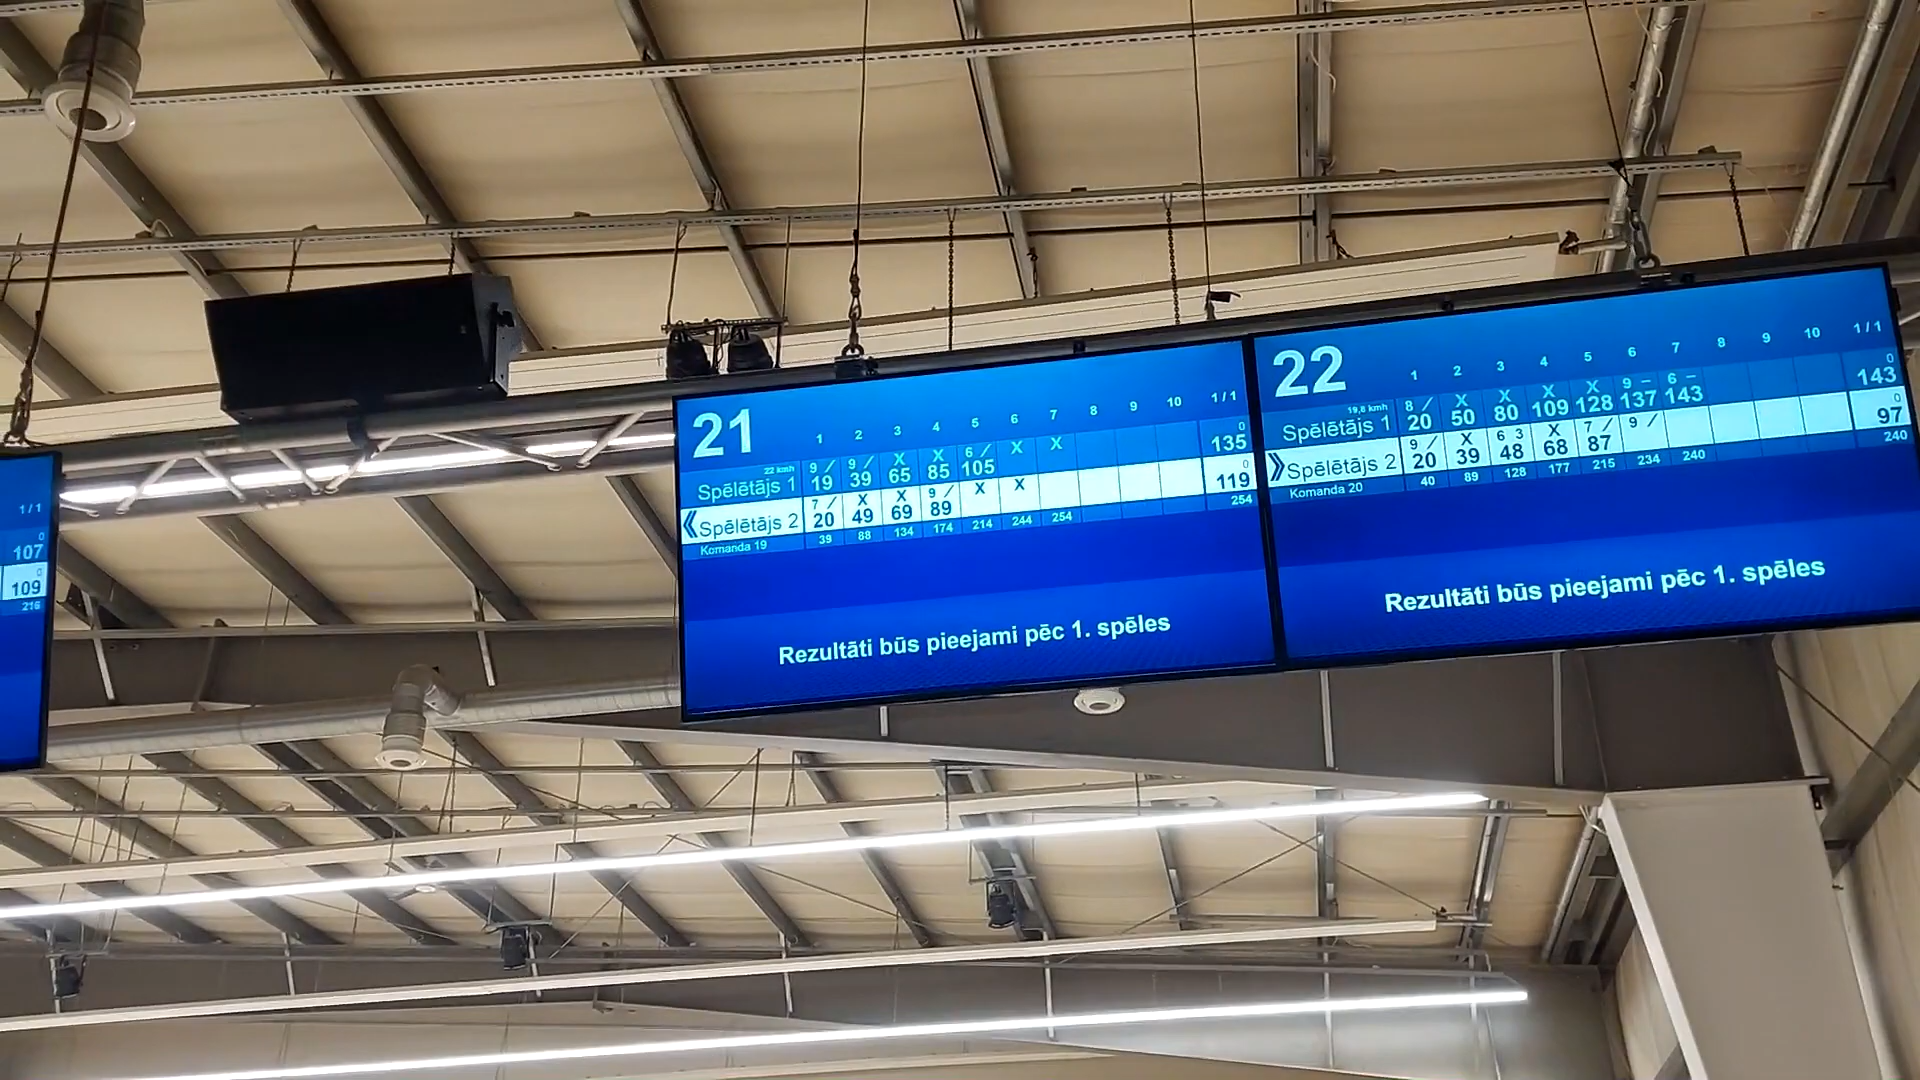 1/1
0
107
0
109
216
21
1 2 3 4 5 6 7 8 9 10 1/1
22 kmh
9 / 9 / X X 6 / X X 0
Spēlētājs 1 19 39 65 85 105 135
7 / X X 9 / X X 0
Spēlētājs 2 20 49 69 89 119
Komanda 19 39 88 134 174 214 244 254 254
Rezultāti būs pieejami pēc 1. spēles
22
1 2 3 4 5 6 7 8 9 10 1/1
19,8 kmh
8 / X X X X 9 – 6 – 0
Spēlētājs 1 20 50 80 109 128 137 143 143
9 / X 6 3 X 7 / 9 / 0
Spēlētājs 2 20 39 48 68 87 97
Komanda 20 40 89 128 177 215 234 240 240
Rezultāti būs pieejami pēc 1. spēles